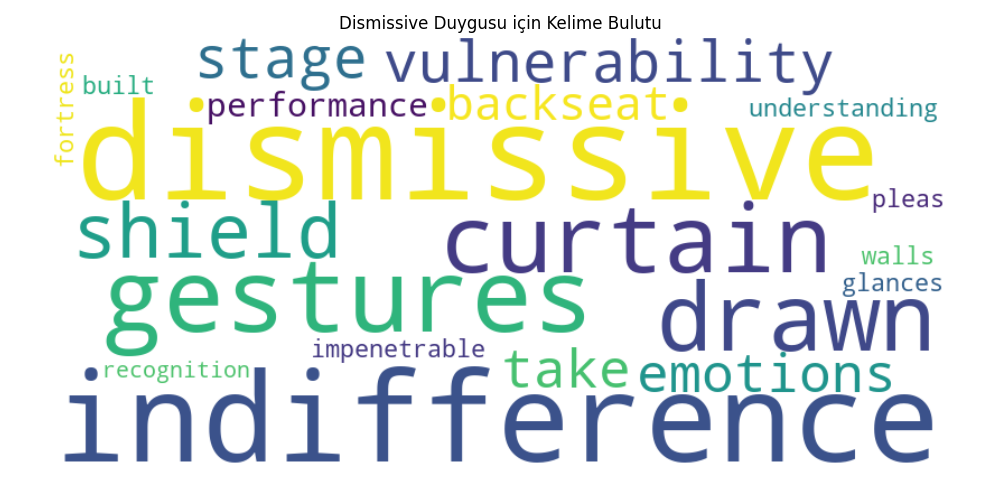 Dismissive Duygusu için Kelime Bulutu
stage
vulnerability
fortress
built
performance
backseat
understanding
dismissive
pleas
shield
curtain
walls
glances
gestures
drawn
impenetrable
take
emotions
recognition
indifference